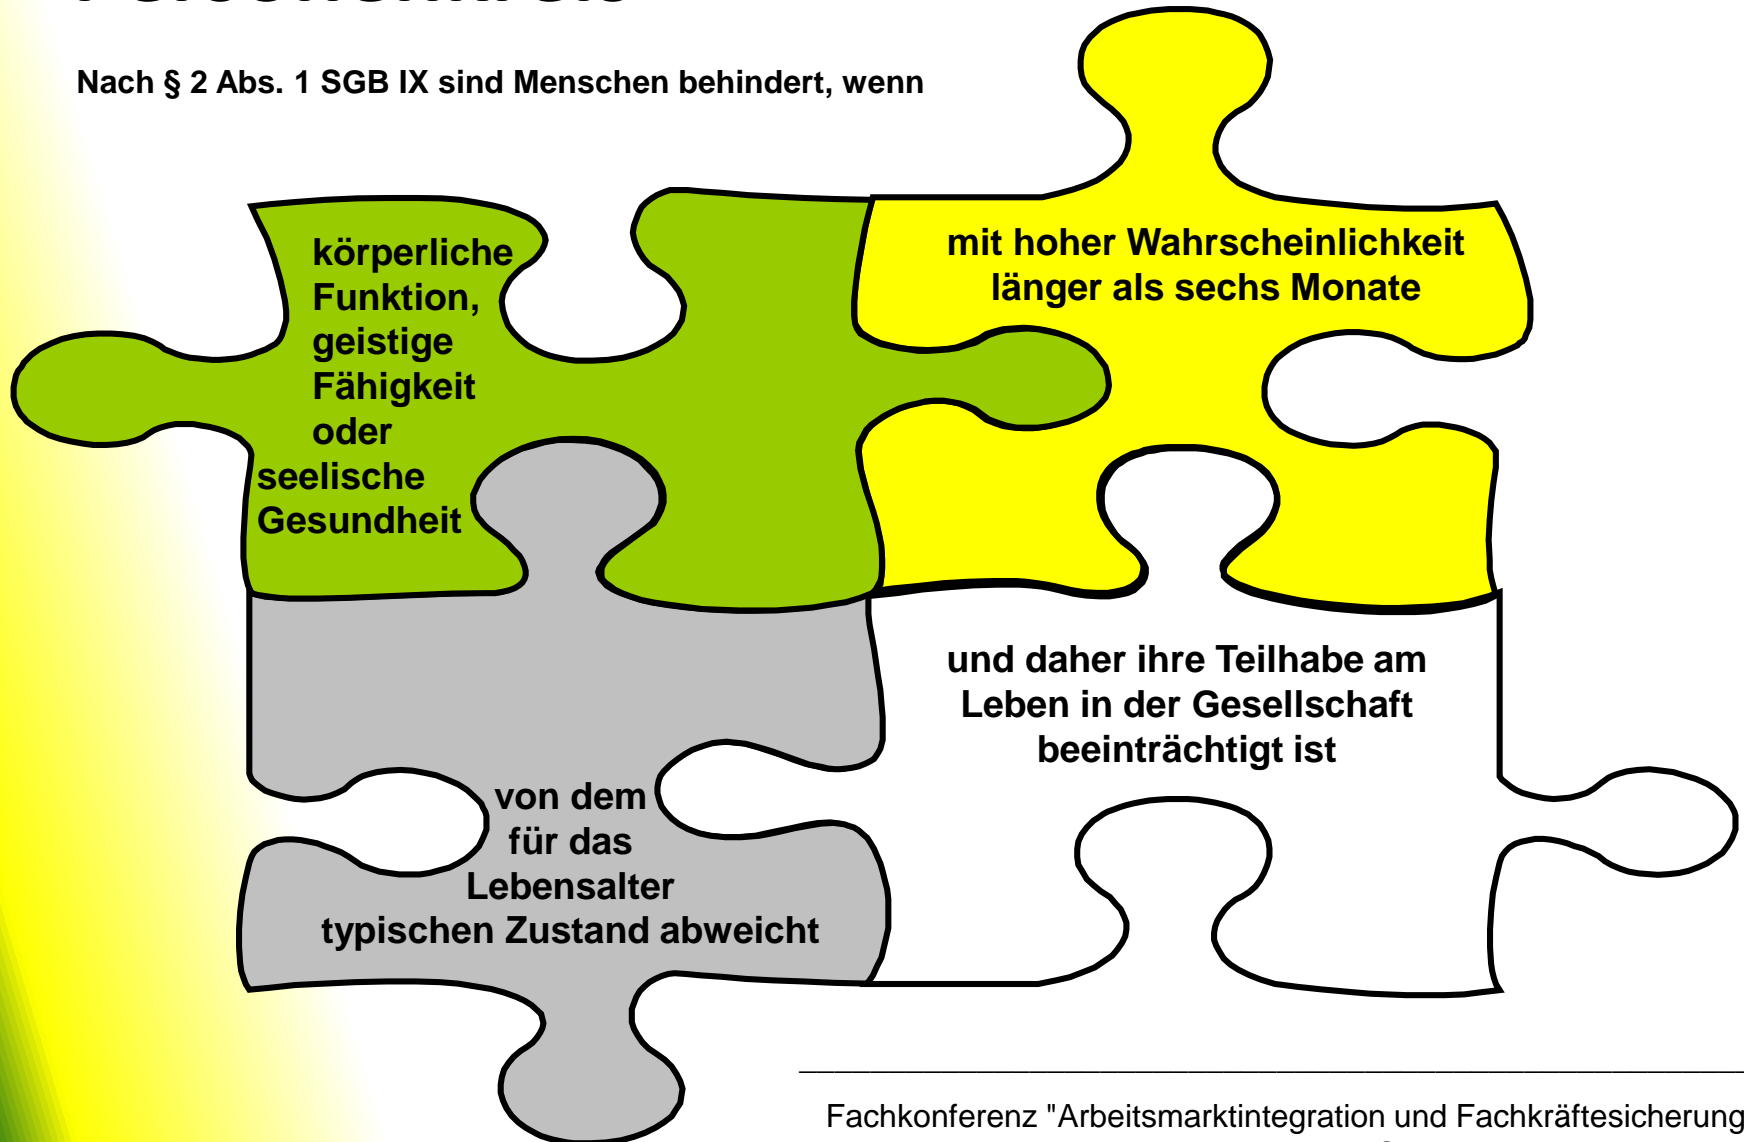 Personenkreis
Nach § 2 Abs. 1 SGB IX sind Menschen behindert, wenn
körperliche
Funktion,
geistige
Fähigkeit
oder
seelische
Gesundheit
mit hoher Wahrscheinlichkeit
länger als sechs Monate
von dem
für das
Lebensalter
typischen Zustand abweicht
und daher ihre Teilhabe am
Leben in der Gesellschaft
beeinträchtigt ist
Fachkonferenz "Arbeitsmarktintegration und Fachkräftesicherung